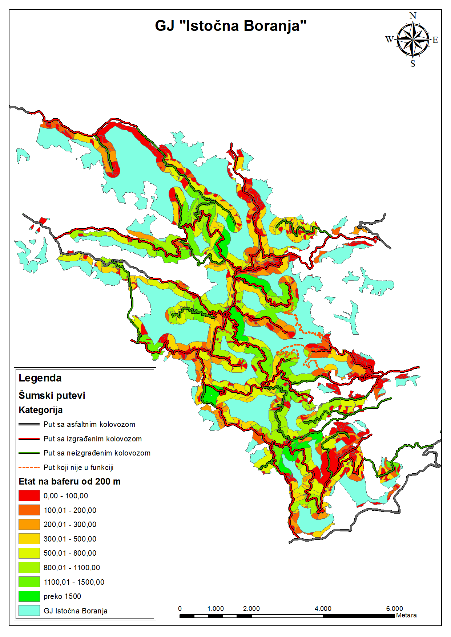 GJ "Istočna Boranja"
N
W E
S
Legenda
Šumski putevi
Kategorija
Put sa asfaltnim kolovozom
Put sa izgrađenim kolovozom
Put sa neizgrađenim kolovozom
Put koji nije u funkciji
Etat na baferu od 200 m
0,00 - 100,00
100,01 - 200,00
200,01 - 300,00
300,01 - 500,00
500,01 - 800,00
800,01 - 1100,00
1100,01 - 1500,00
preko 1500
GJ Istočna Boranja
0 1.000 2.000 4.000 6.000
Metara